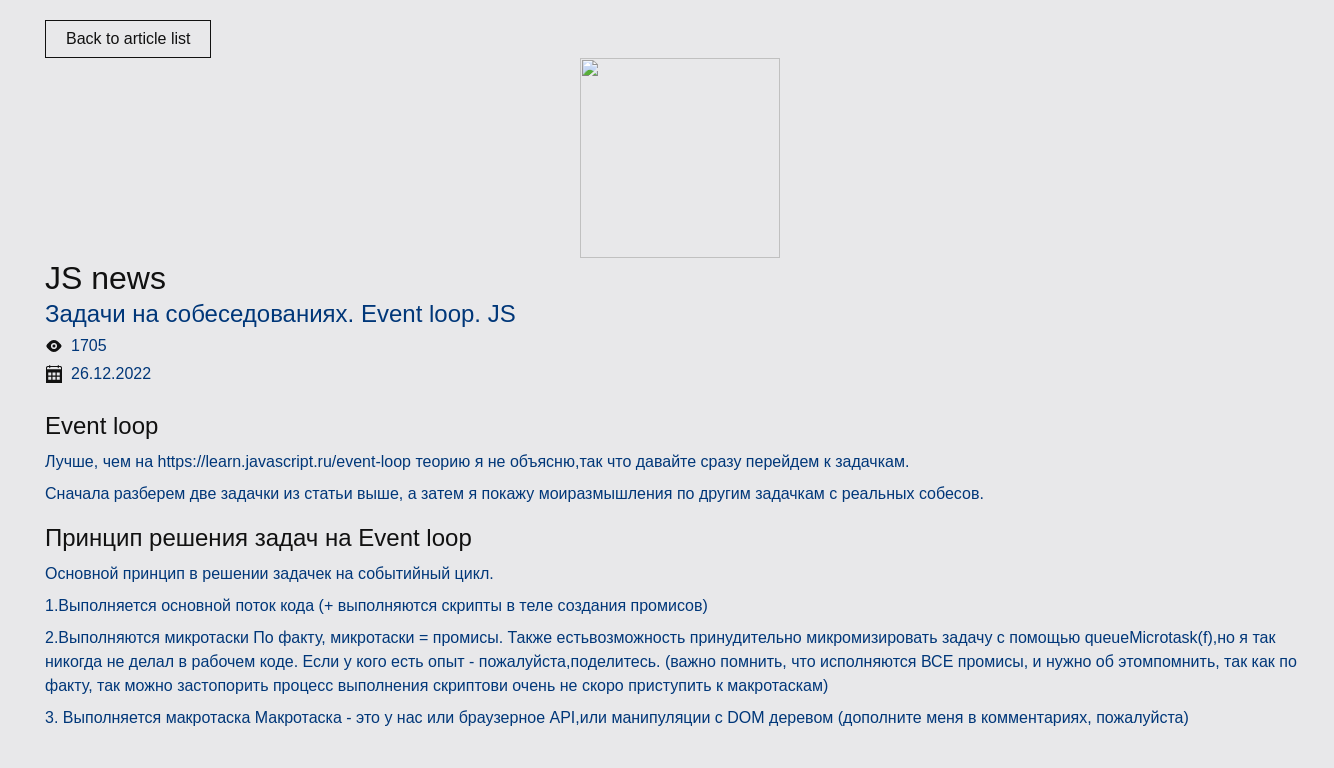 Back to article list
JS news
Задачи на собеседованиях. Event loop. JS
1705
26.12.2022
Event loop
Лучше, чем на https://learn.javascript.ru/event-loop теорию я не объясню,так что давайте сразу перейдем к задачкам.
Сначала разберем две задачки из статьи выше, а затем я покажу моиразмышления по другим задачкам с реальных собесов.
Принцип решения задач на Event loop
Основной принцип в решении задачек на событийный цикл.
1.Выполняется основной поток кода (+ выполняются скрипты в теле создания промисов)
2.Выполняются микротаски По факту, микротаски = промисы. Также естьвозможность принудительно микромизировать задачу с помощью queueMicrotask(f),но я так
никогда не делал в рабочем коде. Если у кого есть опыт - пожалуйста,поделитесь. (важно помнить, что исполняются ВСЕ промисы, и нужно об этомпомнить, так как по
факту, так можно застопорить процесс выполнения скриптови очень не скоро приступить к макротаскам)
3. Выполняется макротаска Макротаска - это у нас или браузерное API,или манипуляции с DOM деревом (дополните меня в комментариях, пожалуйста)